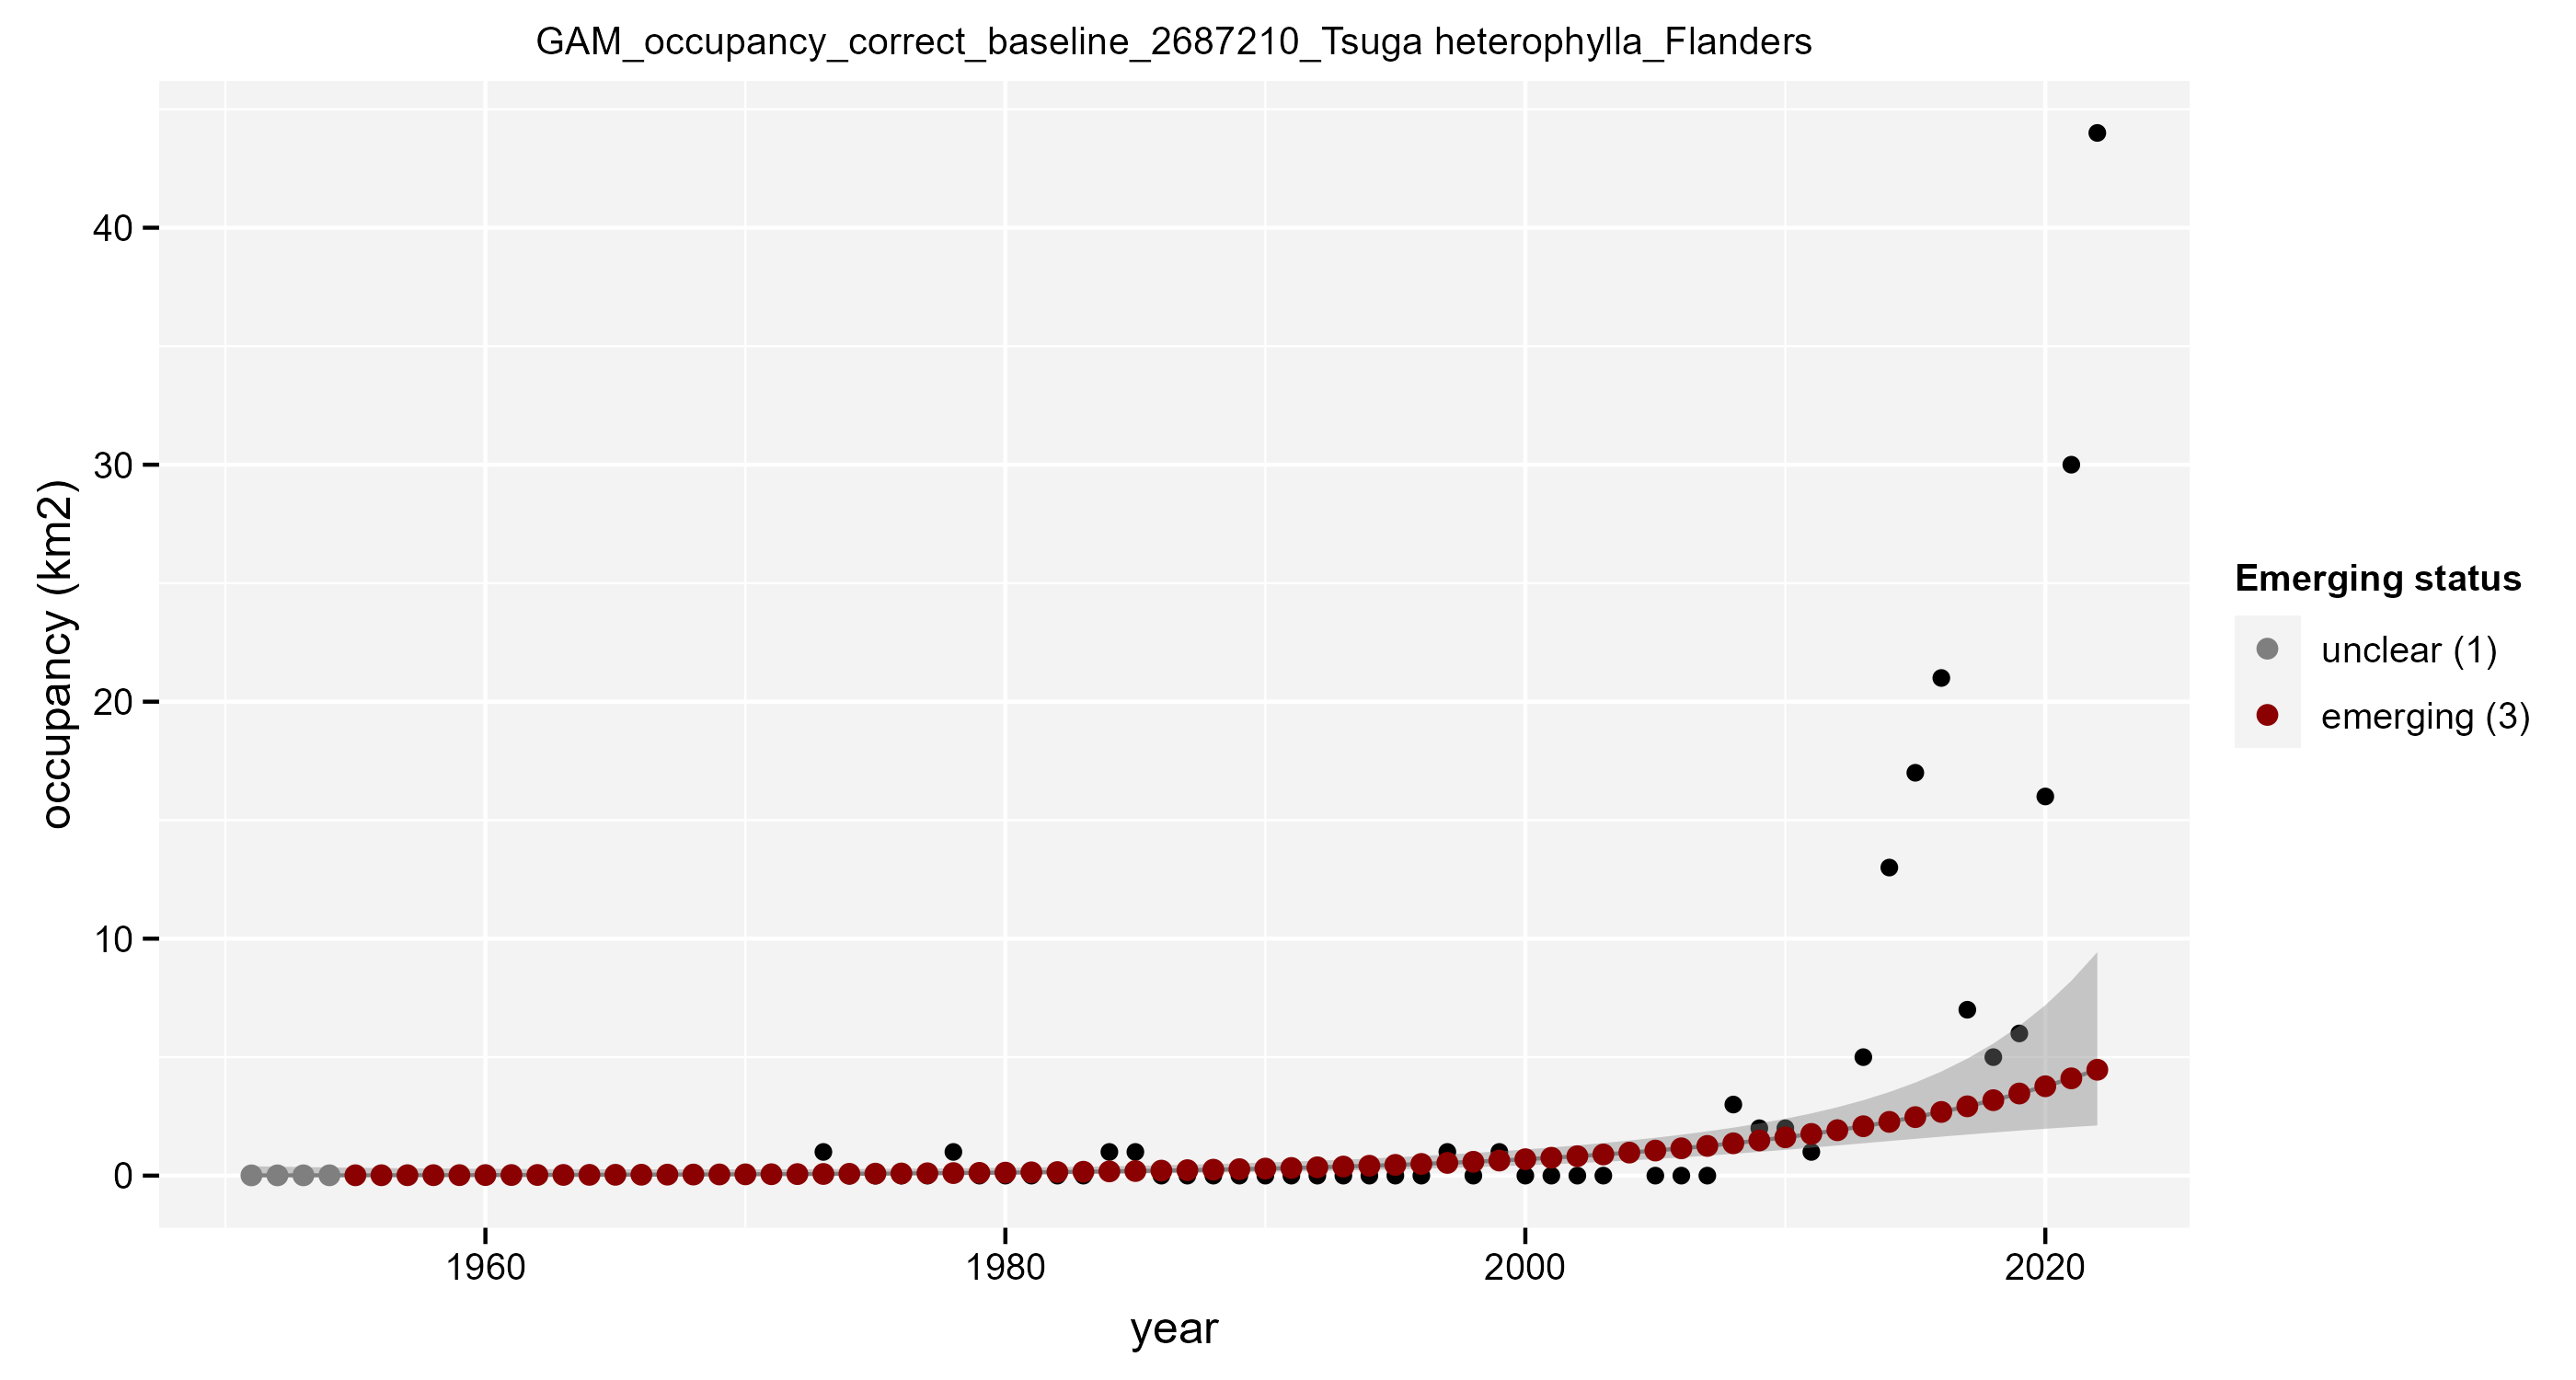 GAM_occupancy_correct_baseline_2687210_Tsuga heterophylla_Flanders
occupancy (km2)
40
30
20
10
0
1960
1980
2000
2020
year
Emerging status
unclear (1)
emerging (3)